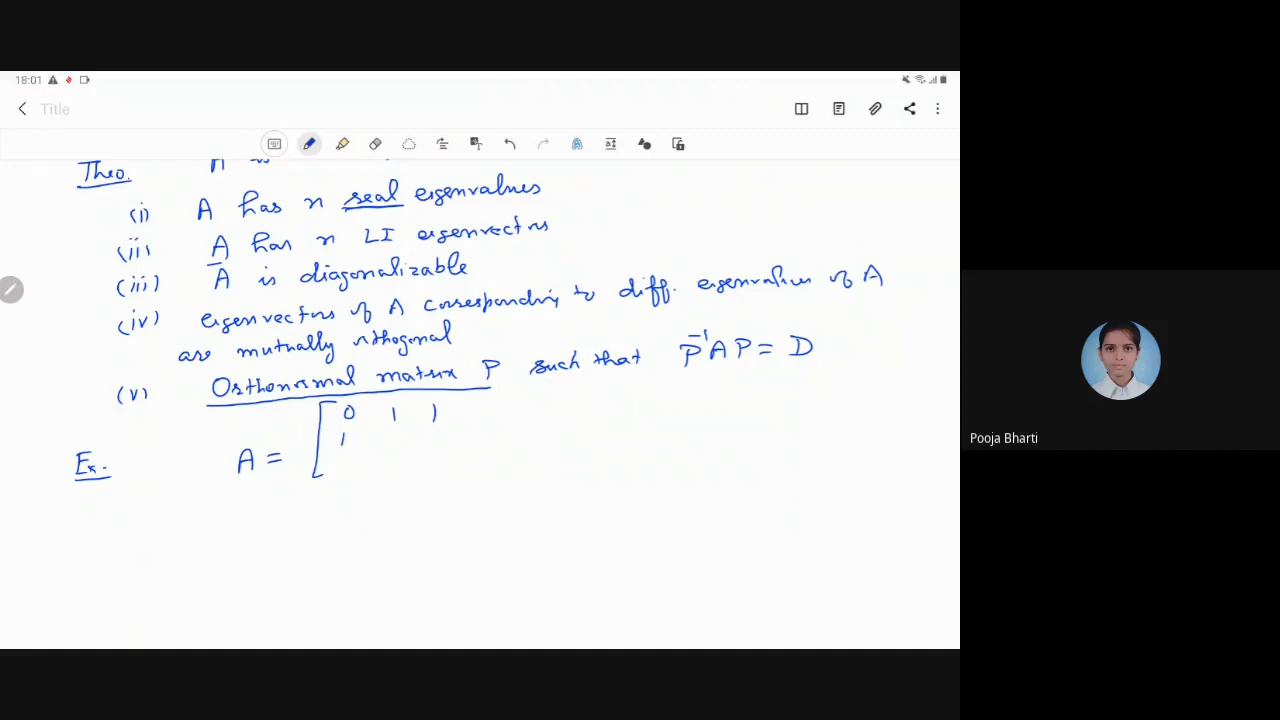 18:01
Title
Theo. A is
(i) A has n real eigenvalues
(ii) A has n LI eigenvectors
(iii) A is diagonalizable
(iv) eigenvectors of A corresponding to diff. eigenvalues of A
are mutually orthogonal
(v) Orthonormal matrix P such that P⁻¹AP = D
Ex. A = [ 0 1 1
1
Pooja Bharti